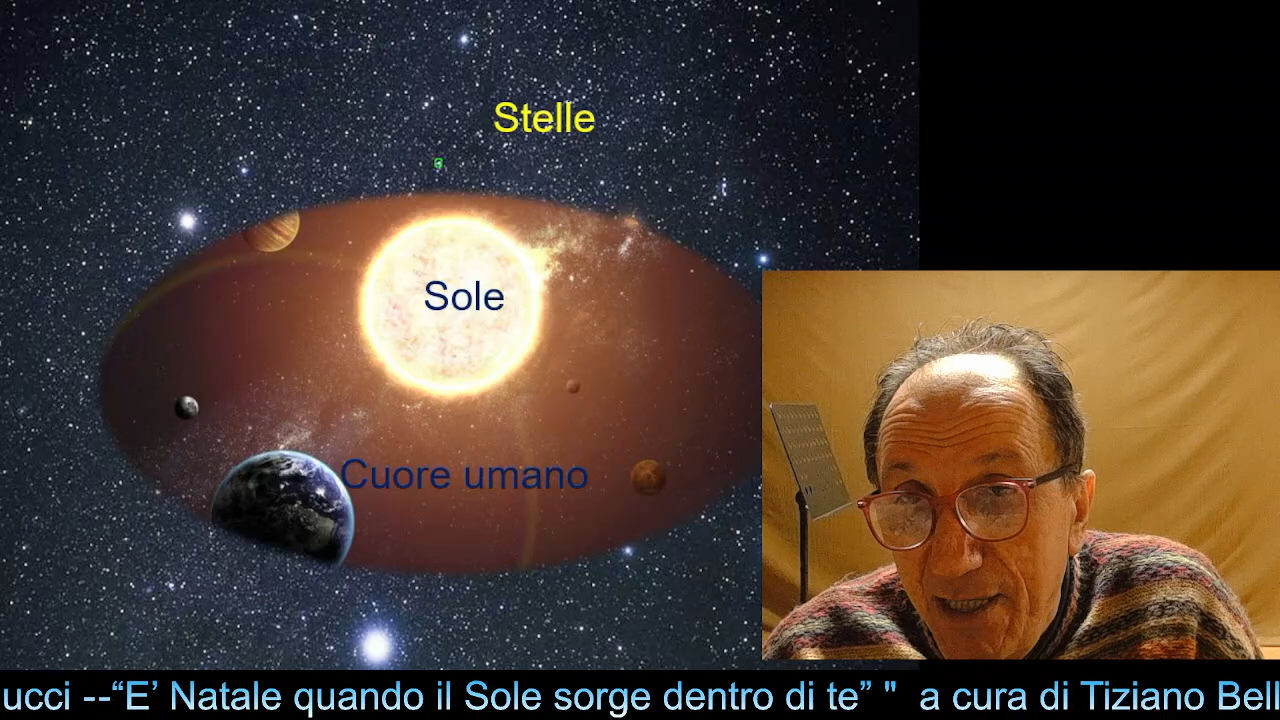 Stelle
Sole
Cuore umano
ucci --“E’ Natale quando il Sole sorge dentro di te” "  a cura di Tiziano Bell